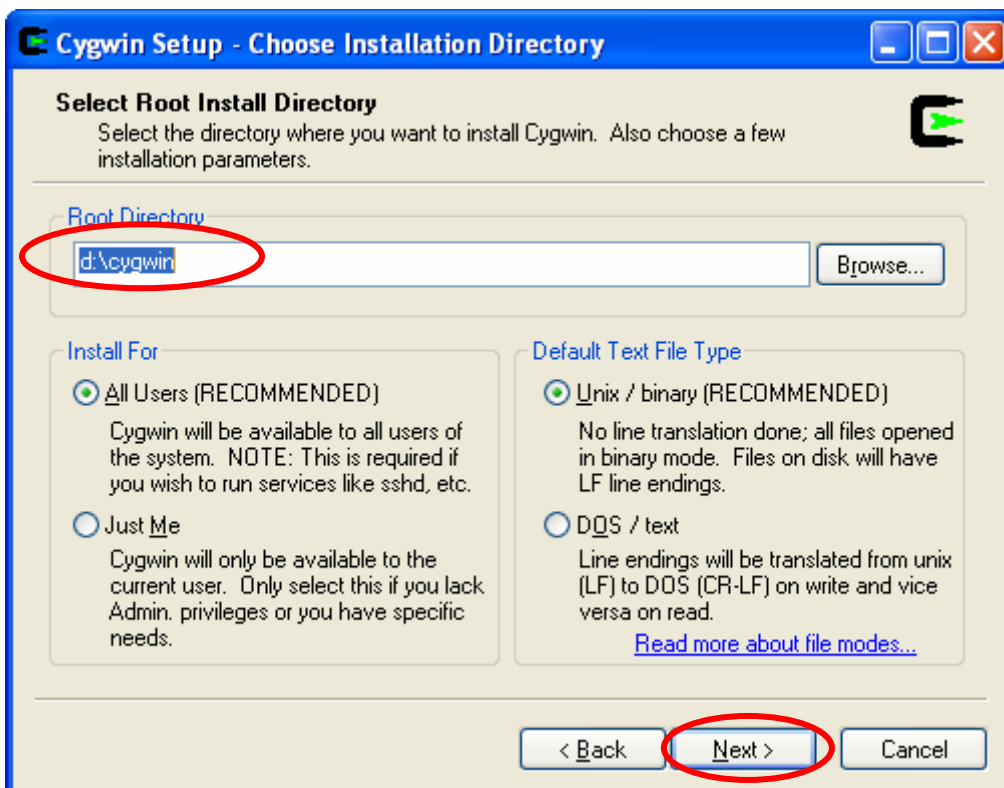 Cygwin Setup - Choose Installation Directory
Select Root Install Directory
Select the directory where you want to install Cygwin.  Also choose a few
installation parameters.
Root Directory
d:\cygwin
Browse...
Install For
All Users (RECOMMENDED)
Cygwin will be available to all users of
the system.  NOTE: This is required if
you wish to run services like sshd, etc.
Just Me
Cygwin will only be available to the
current user.  Only select this if you lack
Admin. privileges or you have specific
needs.
Default Text File Type
Unix / binary (RECOMMENDED)
No line translation done; all files opened
in binary mode.  Files on disk will have
LF line endings.
DOS / text
Line endings will be translated from unix
(LF) to DOS (CR-LF) on write and vice
versa on read.
Read more about file modes...
< Back
Next >
Cancel